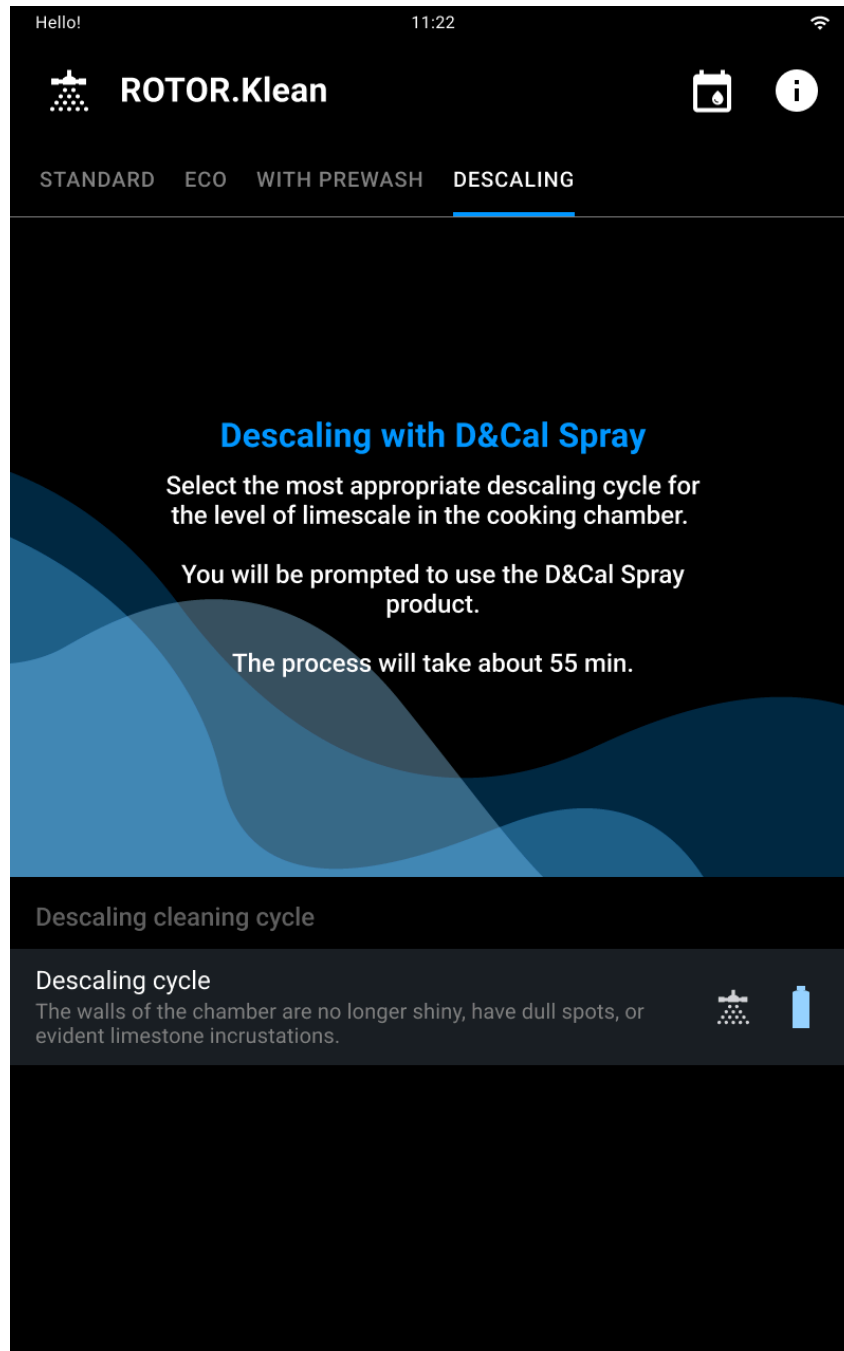 Hello!
11:22
ROTOR.Klean
STANDARD ECO WITH PREWASH DESCALING
Descaling with D&Cal Spray
Select the most appropriate descaling cycle for
the level of limescale in the cooking chamber.
You will be prompted to use the D&Cal Spray
product.
The process will take about 55 min.
Descaling cleaning cycle
Descaling cycle
The walls of the chamber are no longer shiny, have dull spots, or
evident limestone incrustations.